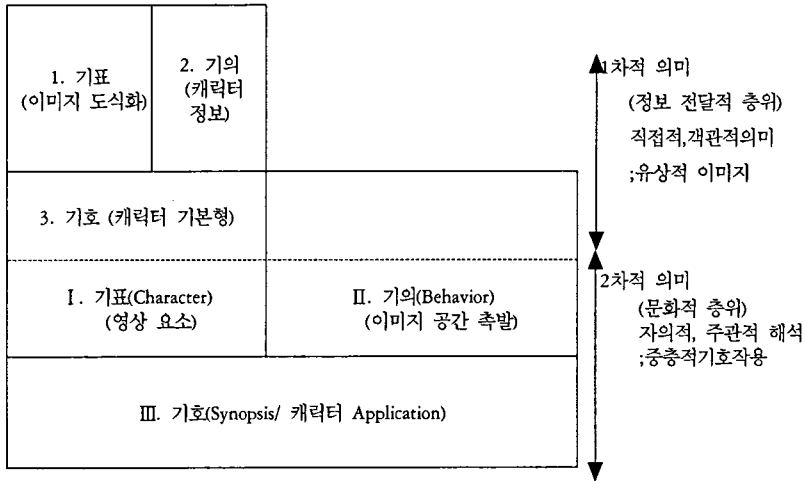 1. 기표
(이미지 도식화)
2. 기의
(캐릭터
정보)
3. 기호 (캐릭터 기본형)
Ⅰ. 기표(Character)
(영상 요소)
Ⅱ. 기의(Behavior)
(이미지 공간 촉발)
Ⅲ. 기호(Synopsis/ 캐릭터 Application)
1차적 의미
(정보 전달적 층위)
직접적,객관적의미
;유상적 이미지
2차적 의미
(문화적 층위)
자의적, 주관적 해석
;중층적기호작용